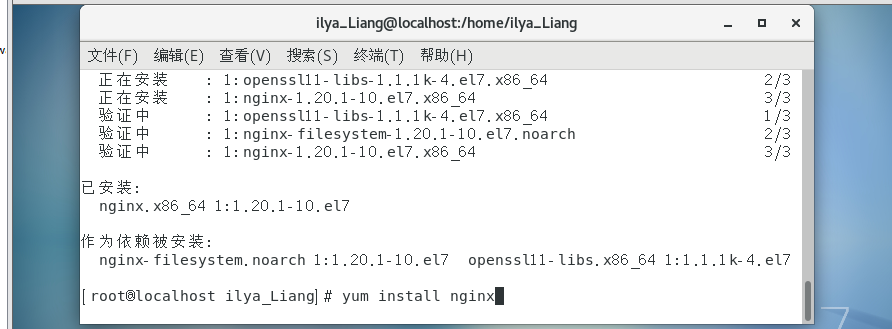 ilya_Liang@localhost:/home/ilya_Liang
文件(F) 编辑(E) 查看(V) 搜索(S) 终端(T) 帮助(H)
正在安装 : 1:openssl11-libs-1.1.1k-4.el7.x86_64 2/3
正在安装 : 1:nginx-1.20.1-10.el7.x86_64 3/3
验证中 : 1:openssl11-libs-1.1.1k-4.el7.x86_64 1/3
验证中 : 1:nginx-filesystem-1.20.1-10.el7.noarch 2/3
验证中 : 1:nginx-1.20.1-10.el7.x86_64 3/3
已安装:
nginx.x86_64 1:1.20.1-10.el7
作为依赖被安装:
nginx-filesystem.noarch 1:1.20.1-10.el7 openssl11-libs.x86_64 1:1.1.1k-4.el7
[root@localhost ilya_Liang]# yum install nginx
7